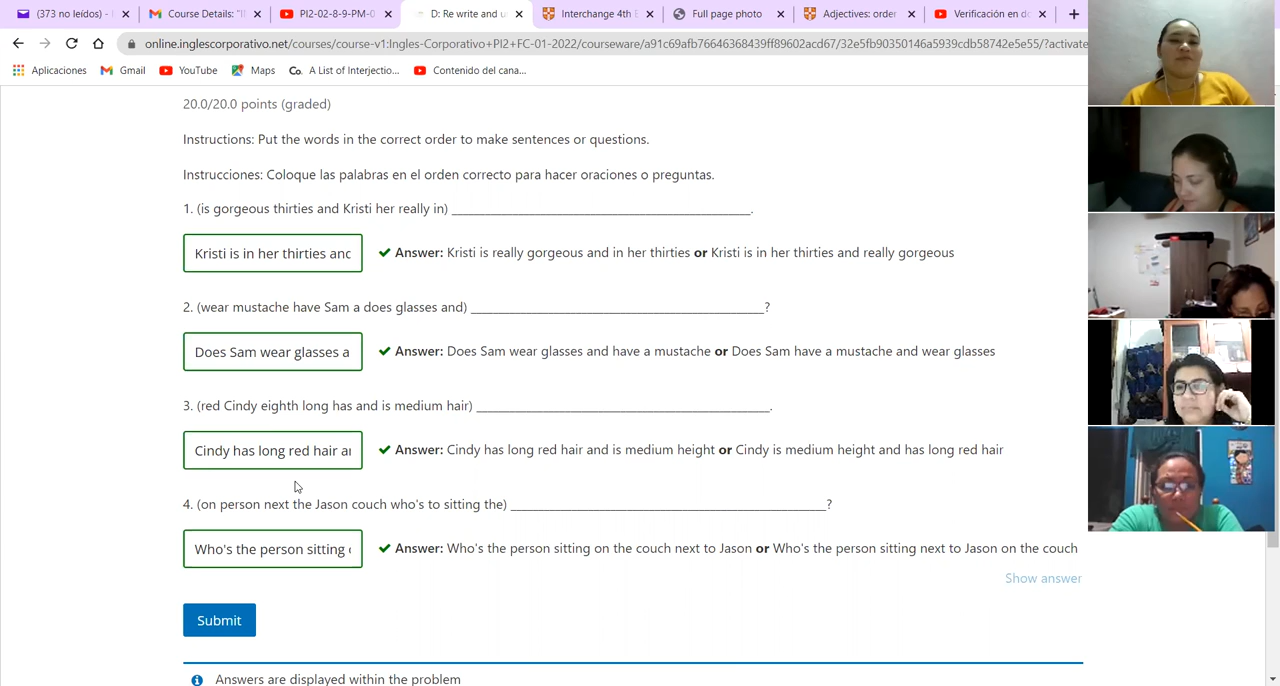 (373 no leídos) -
Course Details: "I
PI2-02-8-9-PM-0
D: Re write and u
Interchange 4th E
Full page photo
Adjectives: order
Verificación en do
online.inglescorporativo.net/courses/course-v1:Ingles-Corporativo+PI2+FC-01-2022/courseware/a91c69afb76646368439ff89602acd67/32e5fb90350146a5939cdb58742e5e55/?activate
Aplicaciones
Gmail
YouTube
Maps
Co. A List of Interjectio...
Contenido del cana...
20.0/20.0 points (graded)
Instructions: Put the words in the correct order to make sentences or questions.
Instrucciones: Coloque las palabras en el orden correcto para hacer oraciones o preguntas.
1. (is gorgeous thirties and Kristi her really in) ______________________________________.
Kristi is in her thirties and
Answer: Kristi is really gorgeous and in her thirties or Kristi is in her thirties and really gorgeous
2. (wear mustache have Sam a does glasses and) ______________________________________?
Does Sam wear glasses a
Answer: Does Sam wear glasses and have a mustache or Does Sam have a mustache and wear glasses
3. (red Cindy eighth long has and is medium hair) ______________________________________.
Cindy has long red hair ar
Answer: Cindy has long red hair and is medium height or Cindy is medium height and has long red hair
4. (on person next the Jason couch who's to sitting the) ______________________________________?
Who's the person sitting
Answer: Who's the person sitting on the couch next to Jason or Who's the person sitting next to Jason on the couch
Show answer
Submit
Answers are displayed within the problem